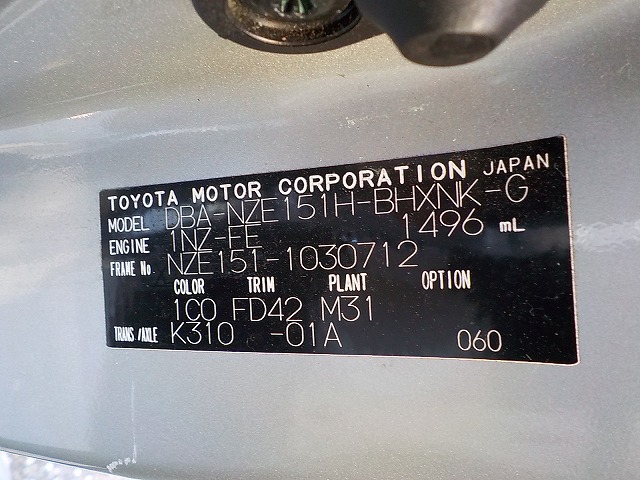 TOYOTA MOTOR CORPORATION JAPAN
MODEL DBA-NZE151H-BHXNK-G
ENGINE 1NZ-FE 1496 mL
FRAME No. NZE151-1030712
COLOR TRIM PLANT OPTION
1C0 FD42 M31
TRANS/AXLE K310 -01A 060